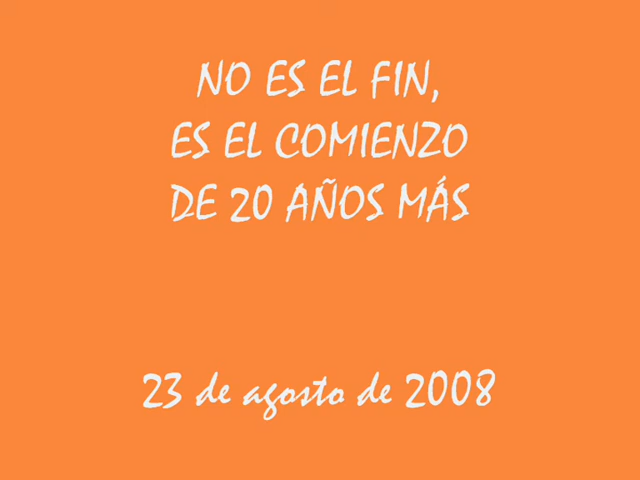 NO ES EL FIN,
ES EL COMIENZO
DE 20 AÑOS MÁS
23 de agosto de 2008